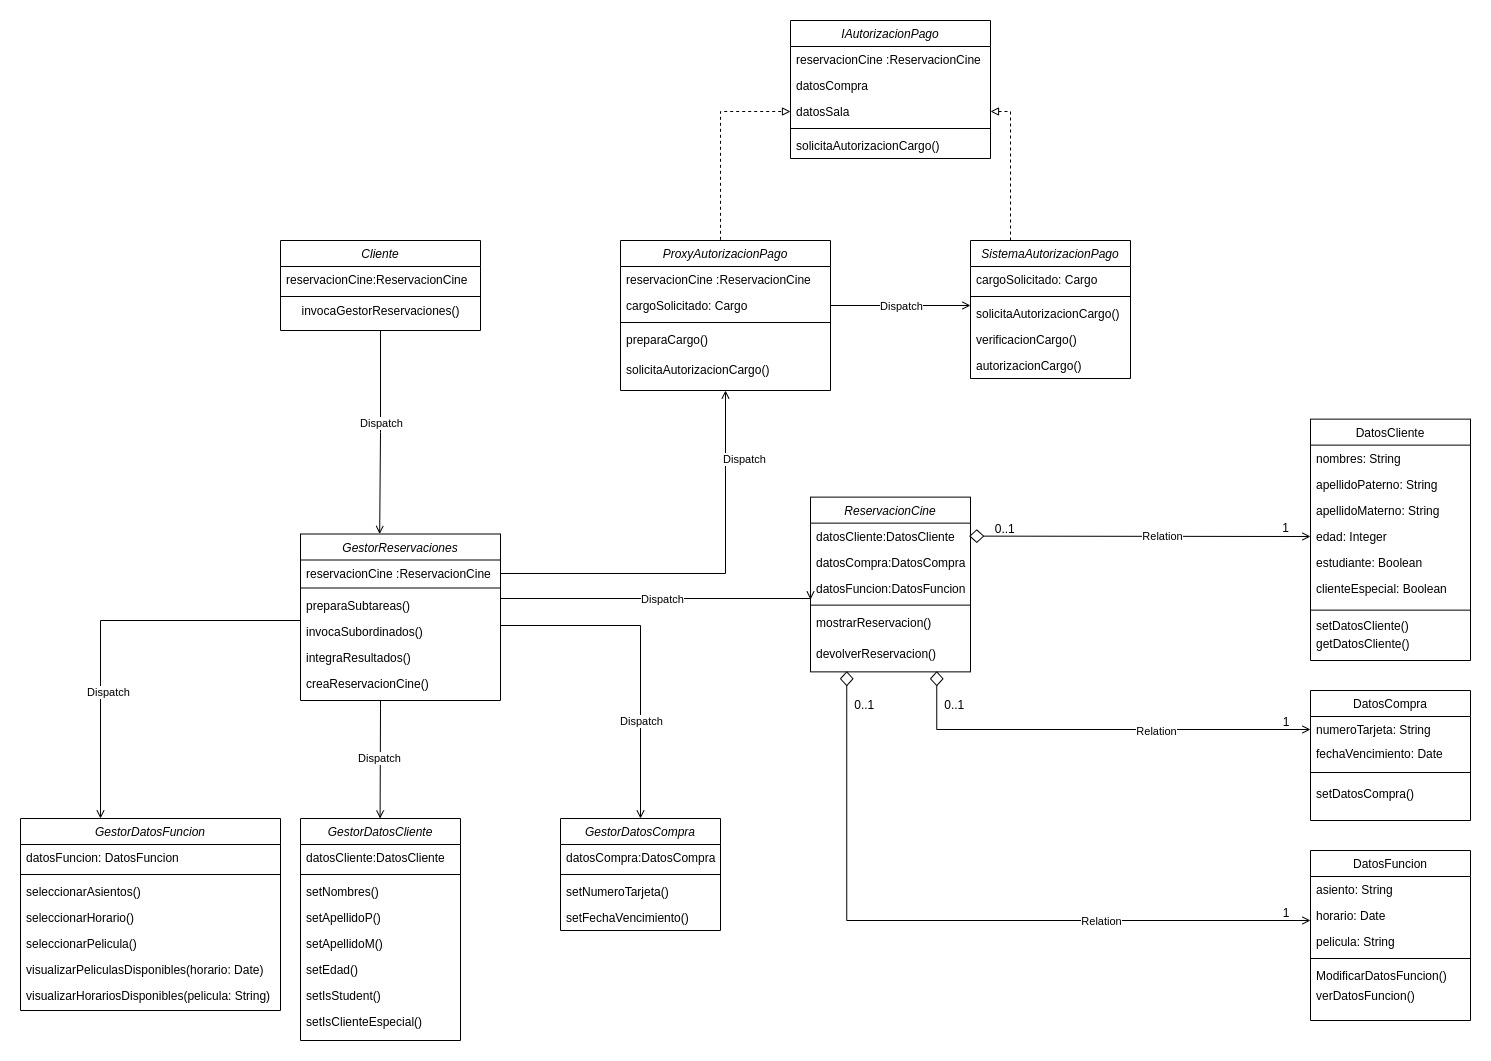 IAutorizacionPago
reservacionCine :ReservacionCine
datosCompra
datosSala
solicitaAutorizacionCargo()
Cliente
reservacionCine:ReservacionCine
invocaGestorReservaciones()
ProxyAutorizacionPago
reservacionCine :ReservacionCine
cargoSolicitado: Cargo
preparaCargo()
solicitaAutorizacionCargo()
Dispatch
SistemaAutorizacionPago
cargoSolicitado: Cargo
solicitaAutorizacionCargo()
verificacionCargo()
autorizacionCargo()
Dispatch
Dispatch
GestorReservaciones
reservacionCine :ReservacionCine
preparaSubtareas()
invocaSubordinados()
integraResultados()
creaReservacionCine()
Dispatch
ReservacionCine
datosCliente:DatosCliente
datosCompra:DatosCompra
datosFuncion:DatosFuncion
mostrarReservacion()
devolverReservacion()
0..1
Relation
1
0..1
0..1
Relation
1
Relation
1
DatosCliente
nombres: String
apellidoPaterno: String
apellidoMaterno: String
edad: Integer
estudiante: Boolean
clienteEspecial: Boolean
setDatosCliente()
getDatosCliente()
DatosCompra
numeroTarjeta: String
fechaVencimiento: Date
setDatosCompra()
DatosFuncion
asiento: String
horario: Date
pelicula: String
ModificarDatosFuncion()
verDatosFuncion()
Dispatch
Dispatch
Dispatch
GestorDatosFuncion
datosFuncion: DatosFuncion
seleccionarAsientos()
seleccionarHorario()
seleccionarPelicula()
visualizarPeliculasDisponibles(horario: Date)
visualizarHorariosDisponibles(pelicula: String)
GestorDatosCliente
datosCliente:DatosCliente
setNombres()
setApellidoP()
setApellidoM()
setEdad()
setIsStudent()
setIsClienteEspecial()
GestorDatosCompra
datosCompra:DatosCompra
setNumeroTarjeta()
setFechaVencimiento()